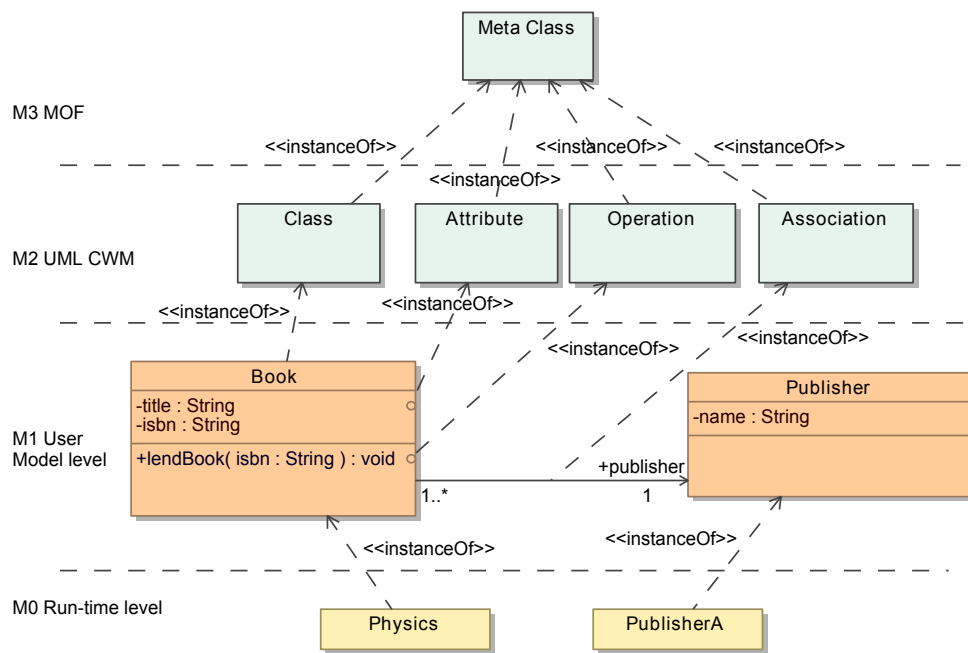 Meta Class
M3 MOF
<<instanceOf>>
<<instanceOf>>
<<instanceOf>>
<<instanceOf>>
Class
Attribute
Operation
Association
M2 UML CWM
<<instanceOf>>
<<instanceOf>>
<<instanceOf>>
<<instanceOf>>
Book
-title : String
-isbn : String
+lendBook( isbn : String ) : void
Publisher
-name : String
M1 User
Model level
+publisher
1..*
1
<<instanceOf>>
<<instanceOf>>
M0 Run-time level
Physics
PublisherA